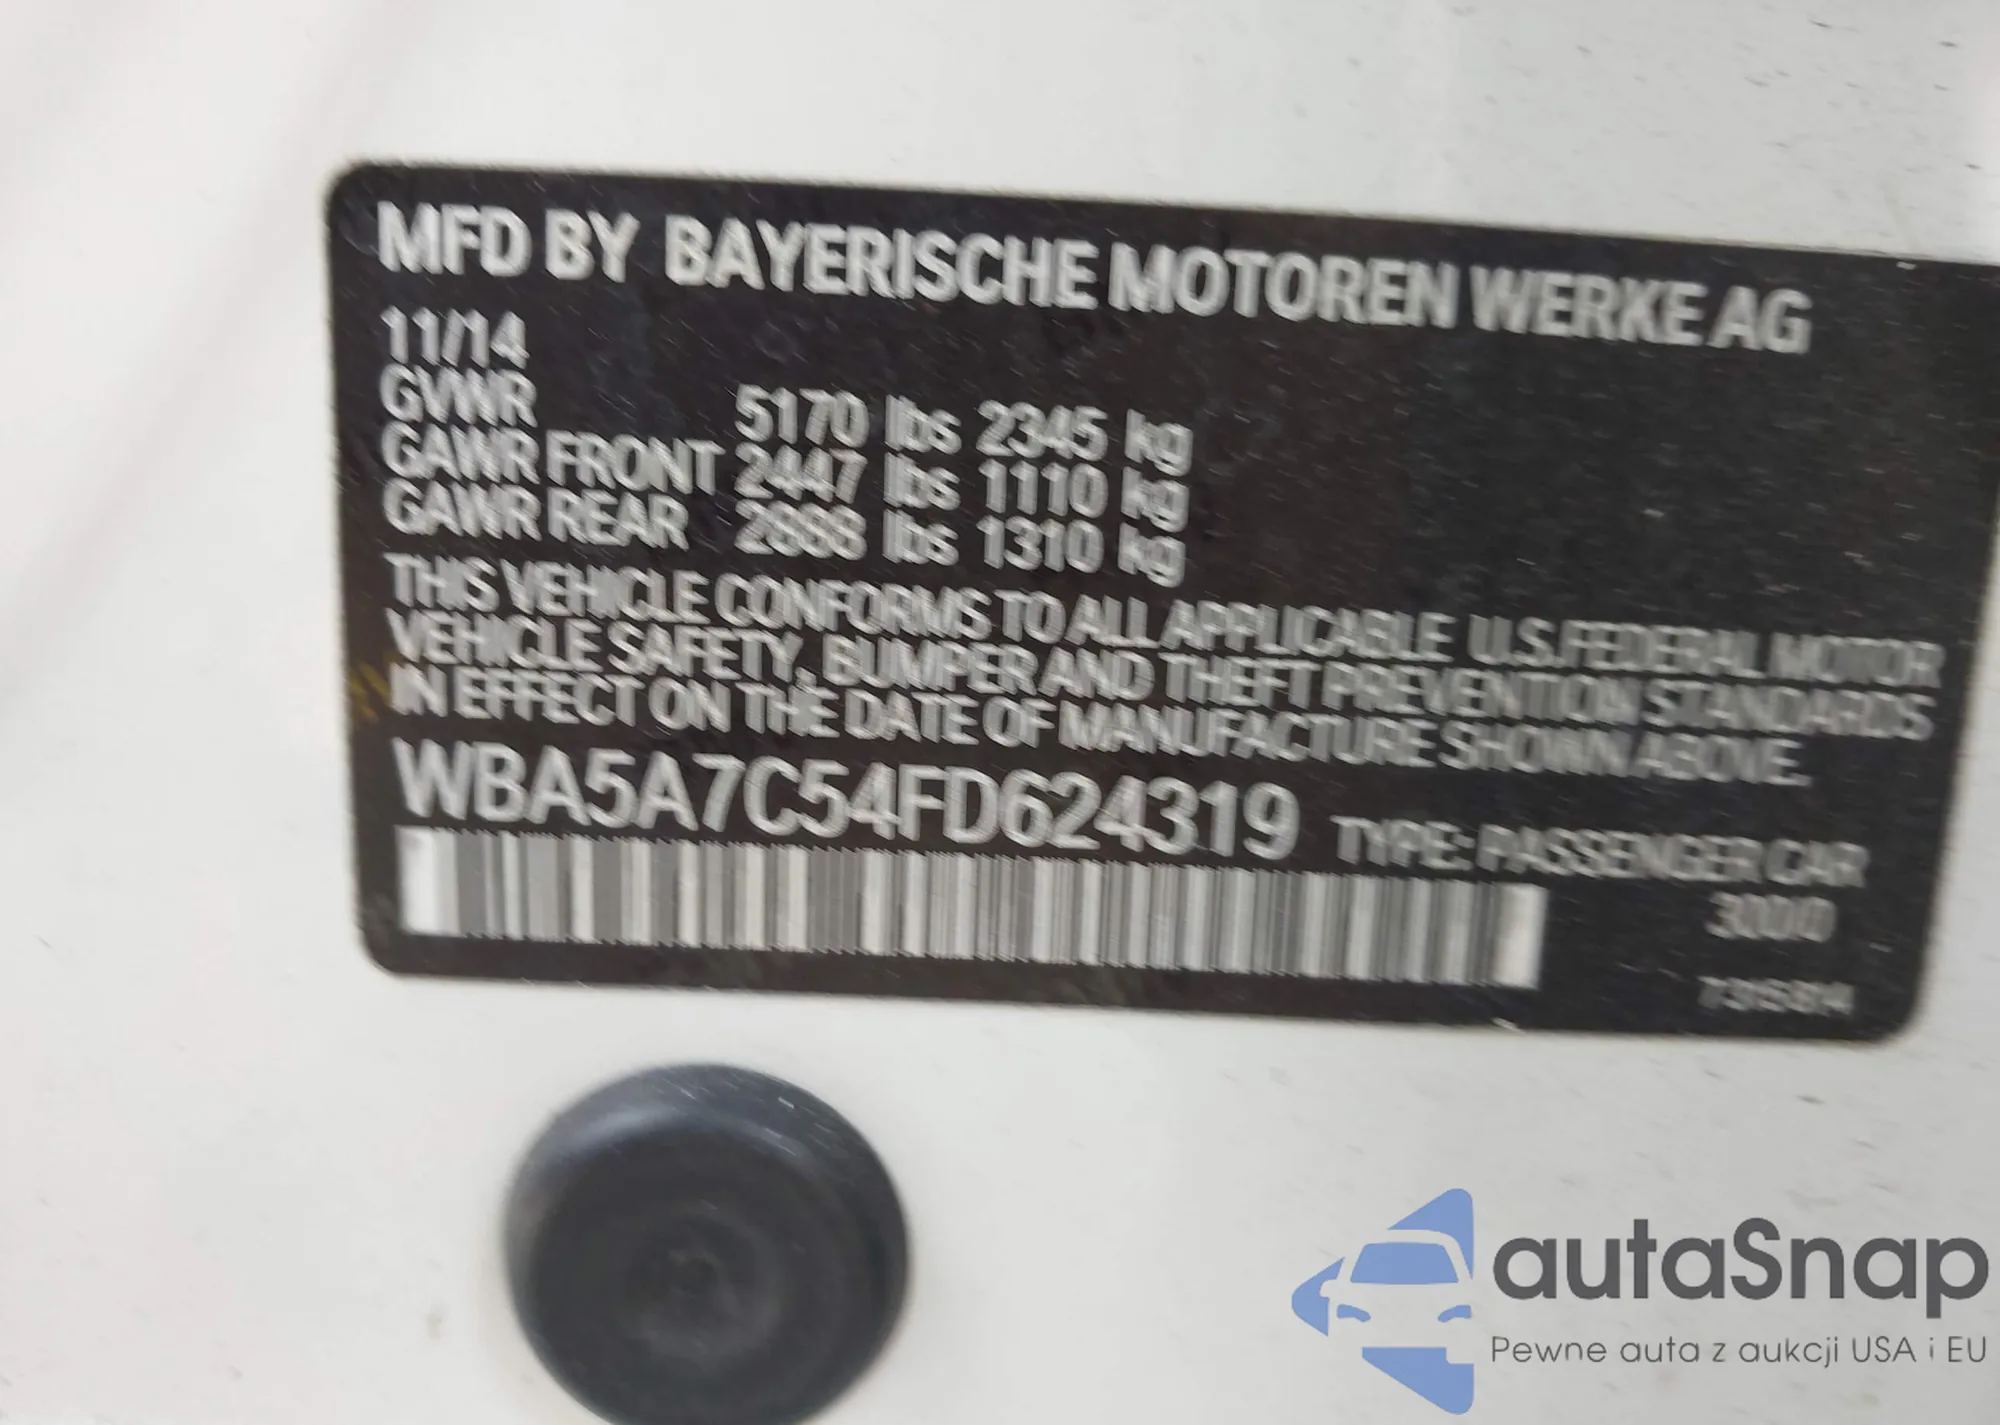 MFD BY BAYERISCHE MOTOREN WERKE AG
11/14
GVWR 5170 lbs 2345 kg
GAWR FRONT 2447 lbs 1110 kg
GAWR REAR 2888 lbs 1310 kg
THIS VEHICLE CONFORMS TO ALL APPLICABLE U.S. FEDERAL MOTOR
VEHICLE SAFETY, BUMPER AND THEFT PREVENTION STANDARDS
IN EFFECT ON THE DATE OF MANUFACTURE SHOWN ABOVE.
WBA5A7C54FD624319 TYPE: PASSENGER CAR
autaSnap
Pewne auta z aukcji USA i EU